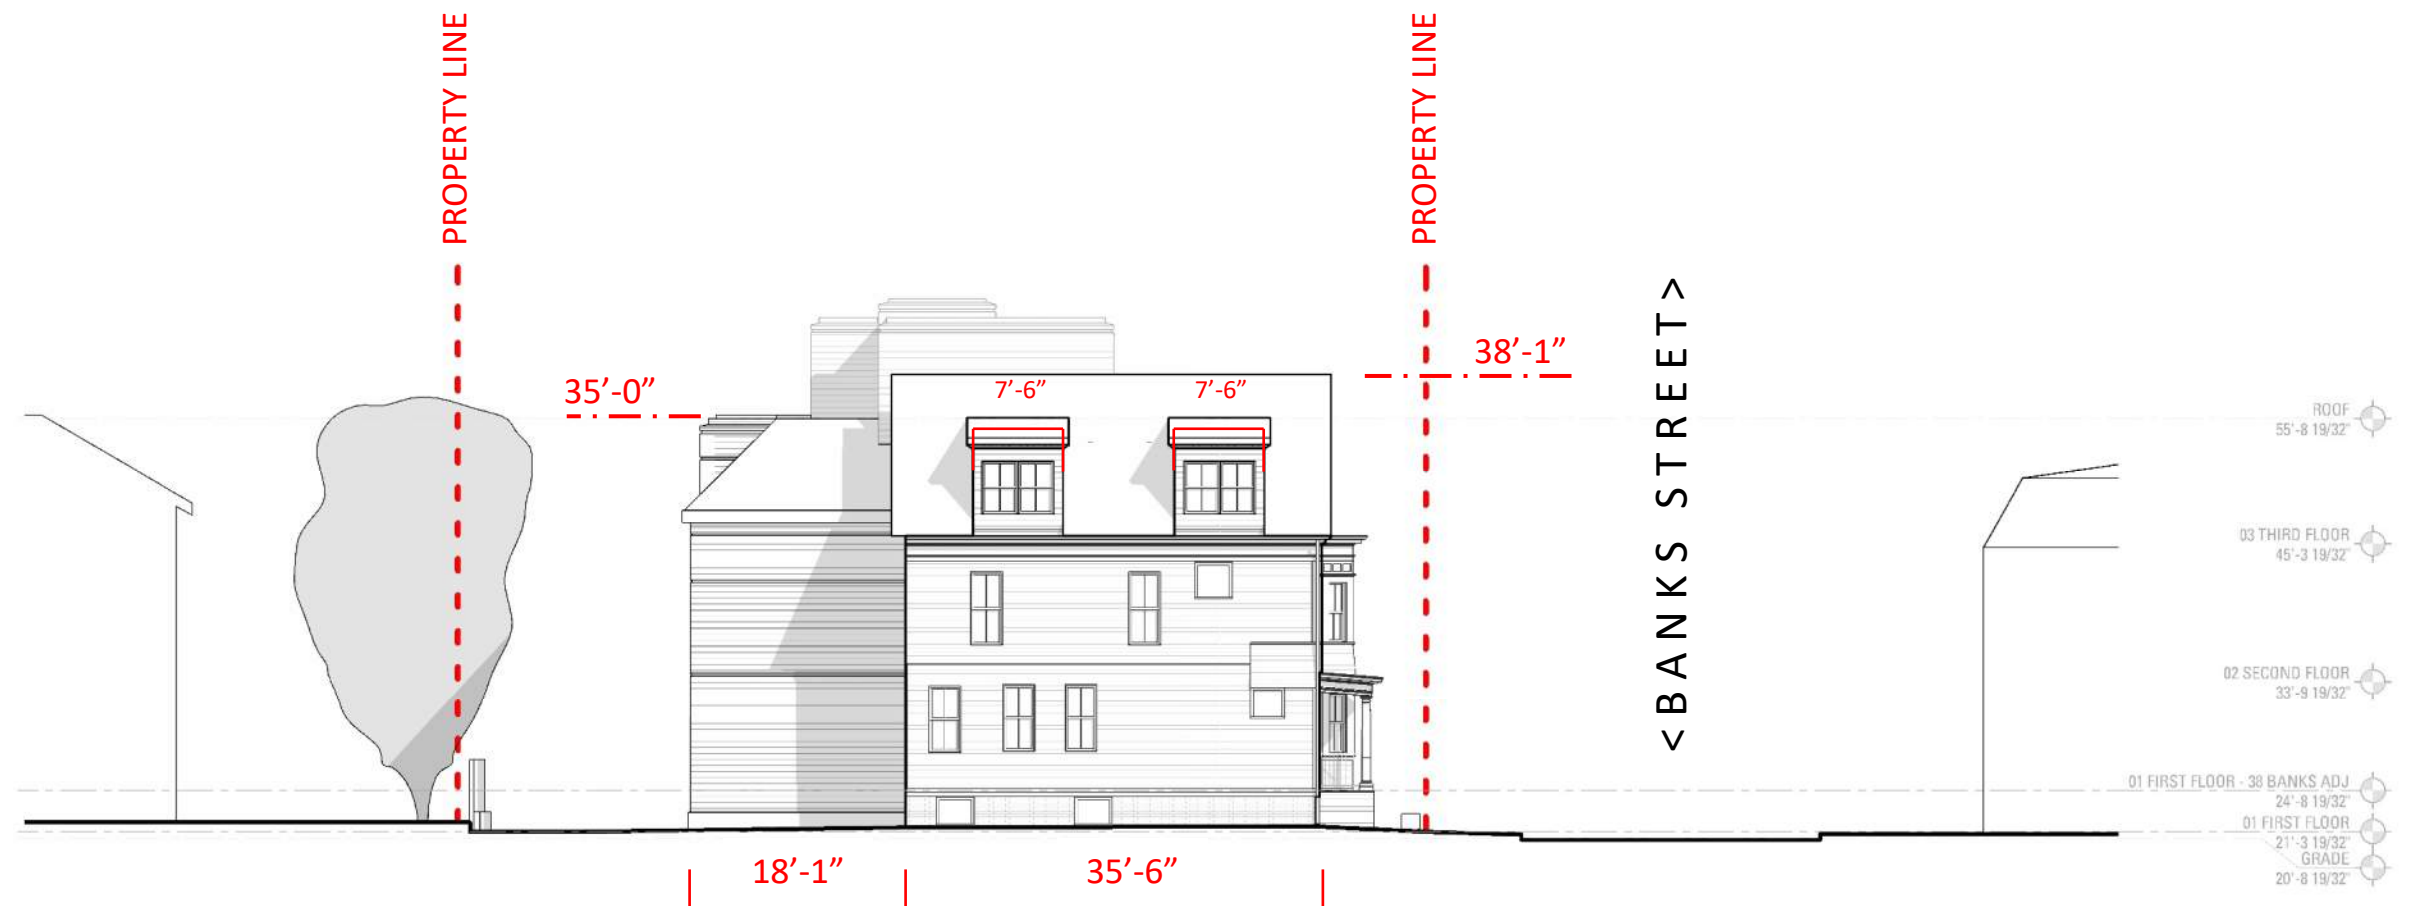 PROPERTY LINE
PROPERTY LINE
38’-1”
35’-0”
7’-6”
7’-6”
<BANKS STREET>
ROOF
55'-8 19/32"
03 THIRD FLOOR
45'-3 19/32"
02 SECOND FLOOR
33'-9 19/32"
01 FIRST FLOOR - 38 BANKS ADJ
24'-8 19/32"
01 FIRST FLOOR
21'-3 19/32"
GRADE
20'-8 19/32"
18’-1”
35’-6”